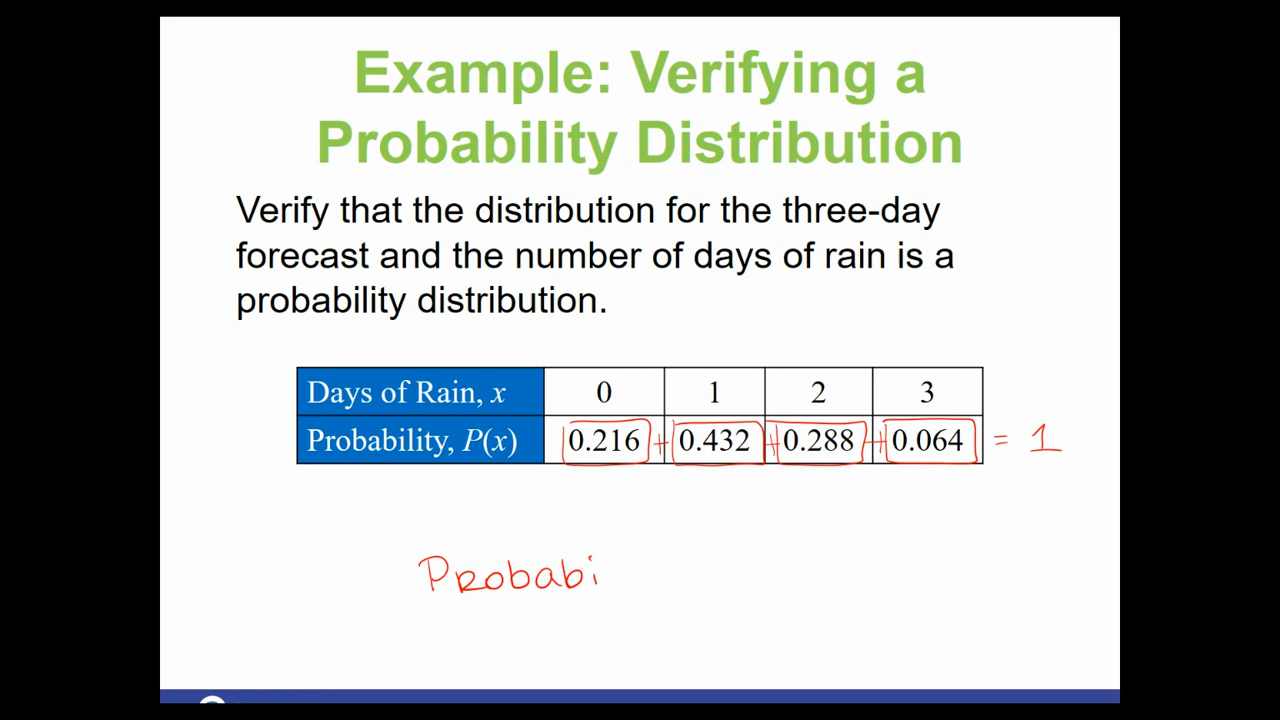 Example: Verifying a
Probability Distribution
Verify that the distribution for the three-day
forecast and the number of days of rain is a
probability distribution.
Days of Rain, x 0 1 2 3
Probability, P(x) 0.216 + 0.432 + 0.288 + 0.064 = 1
Probabi